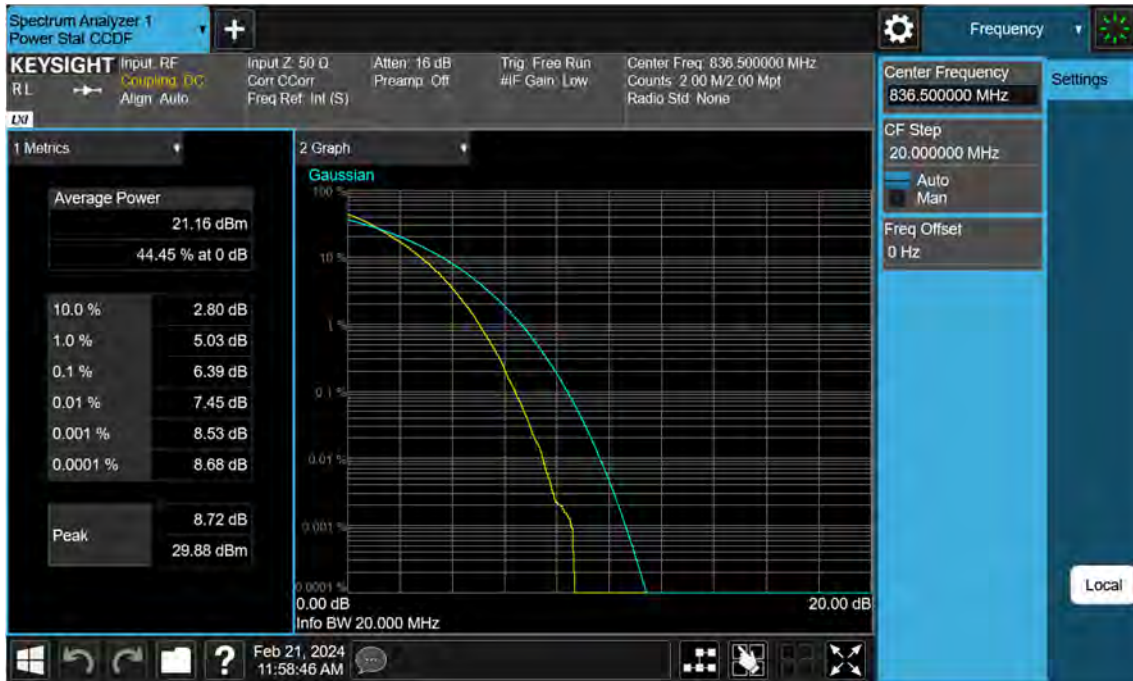 Spectrum Analyzer 1
Power Stat CCDF
Frequency
KEYSIGHT
RL
LXI
Input: RF
Coupling: DC
Align: Auto
Input Z: 50 Ω
Corr CCorr
Freq Ref: Int (S)
Atten: 16 dB
Preamp: Off
Trig: Free Run
#IF Gain: Low
Center Freq: 836.500000 MHz
Counts: 2.00 M/2.00 Mpt
Radio Std: None
Center Frequency
836.500000 MHz
Settings
CF Step
20.000000 MHz
Auto
Man
Freq Offset
0 Hz
Local
1 Metrics
Average Power
21.16 dBm
44.45 % at 0 dB
10.0 % 2.80 dB
1.0 % 5.03 dB
0.1 % 6.39 dB
0.01 % 7.45 dB
0.001 % 8.53 dB
0.0001 % 8.68 dB
Peak
8.72 dB
29.88 dBm
2 Graph
Gaussian
100 %
10 %
1 %
0.1 %
0.01 %
0.001 %
0.0001 %
0.00 dB 20.00 dB
Info BW 20.000 MHz
Feb 21, 2024
11:58:46 AM